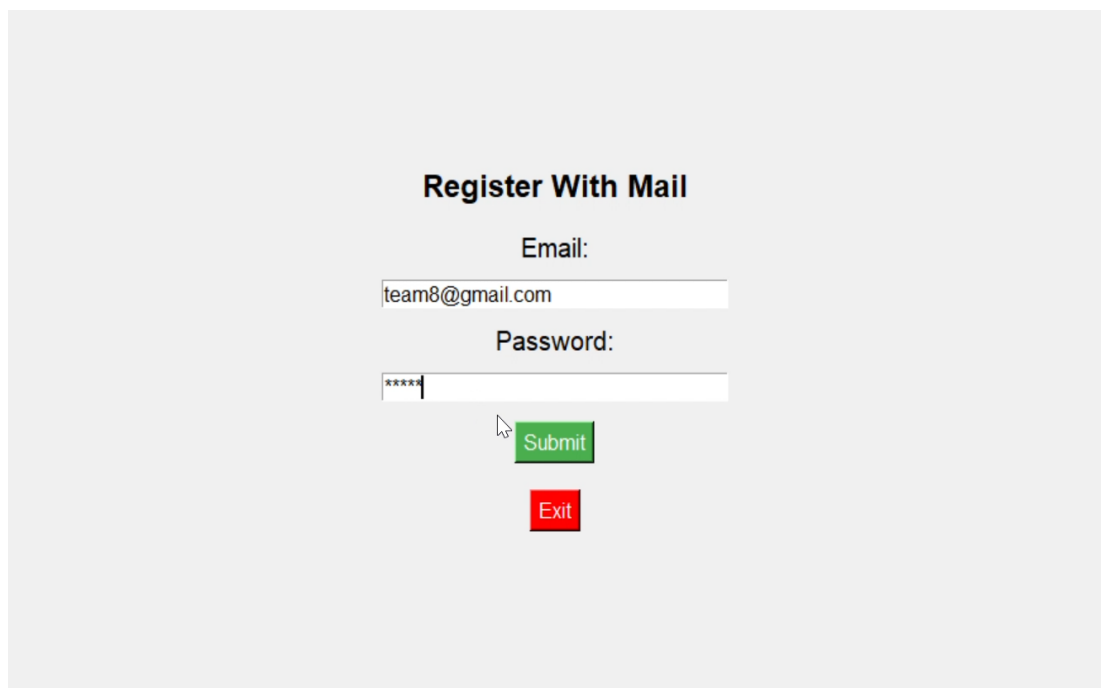 Register With Mail
Email:
team8@gmail.com
Password:
*****
Submit
Exit